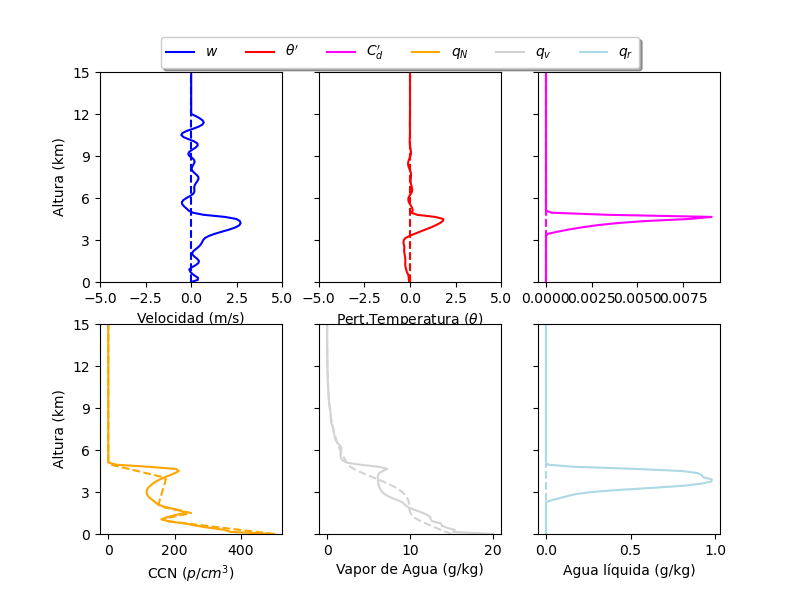 w θ′ C′d qN qv qr
15
12
9
6
3
0
Altura (km)
−5.0 −2.5 0.0 2.5 5.0
Velocidad (m/s)
−5.0 −2.5 0.0 2.5 5.0
Pert.Temperatura (θ)
0.0000 0.0025 0.0050 0.0075
15
12
9
6
3
0
Altura (km)
0 200 400
CCN (p/cm³)
0 10 20
Vapor de Agua (g/kg)
0.0 0.5 1.0
Agua líquida (g/kg)